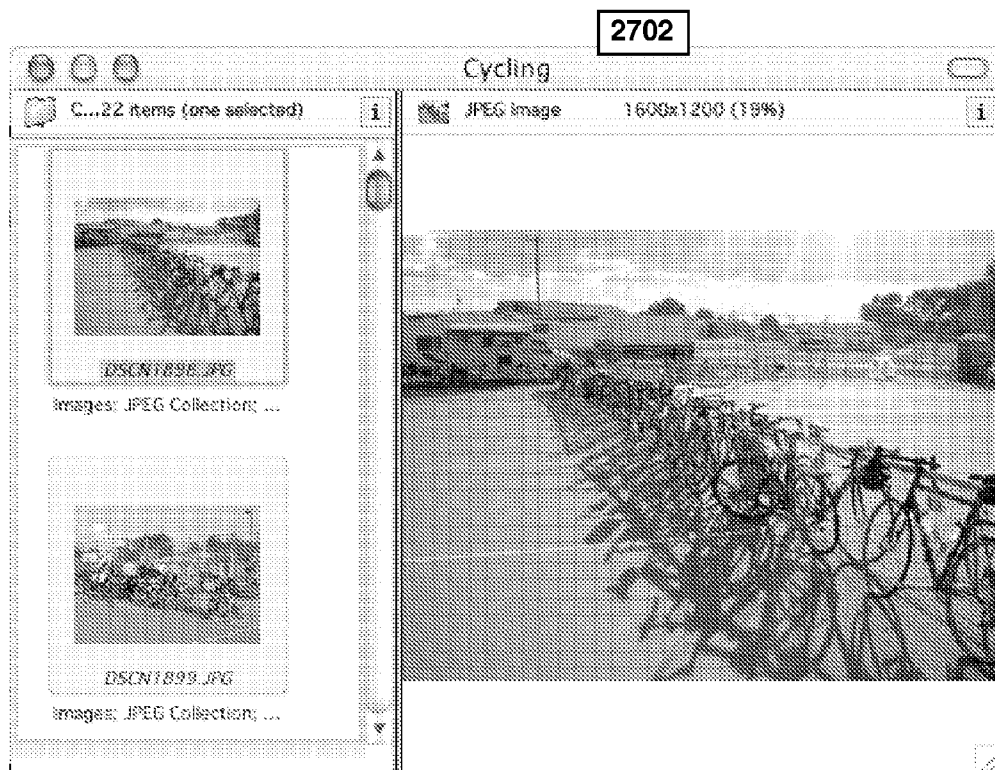 2702
Cycling
C...22 items (one selected)
i
JPEG Image 1600x1200 (19%)
i
DSCN1898.JPG
Images; JPEG Collection; ...
DSCN1899.JPG
Images; JPEG Collection; ...